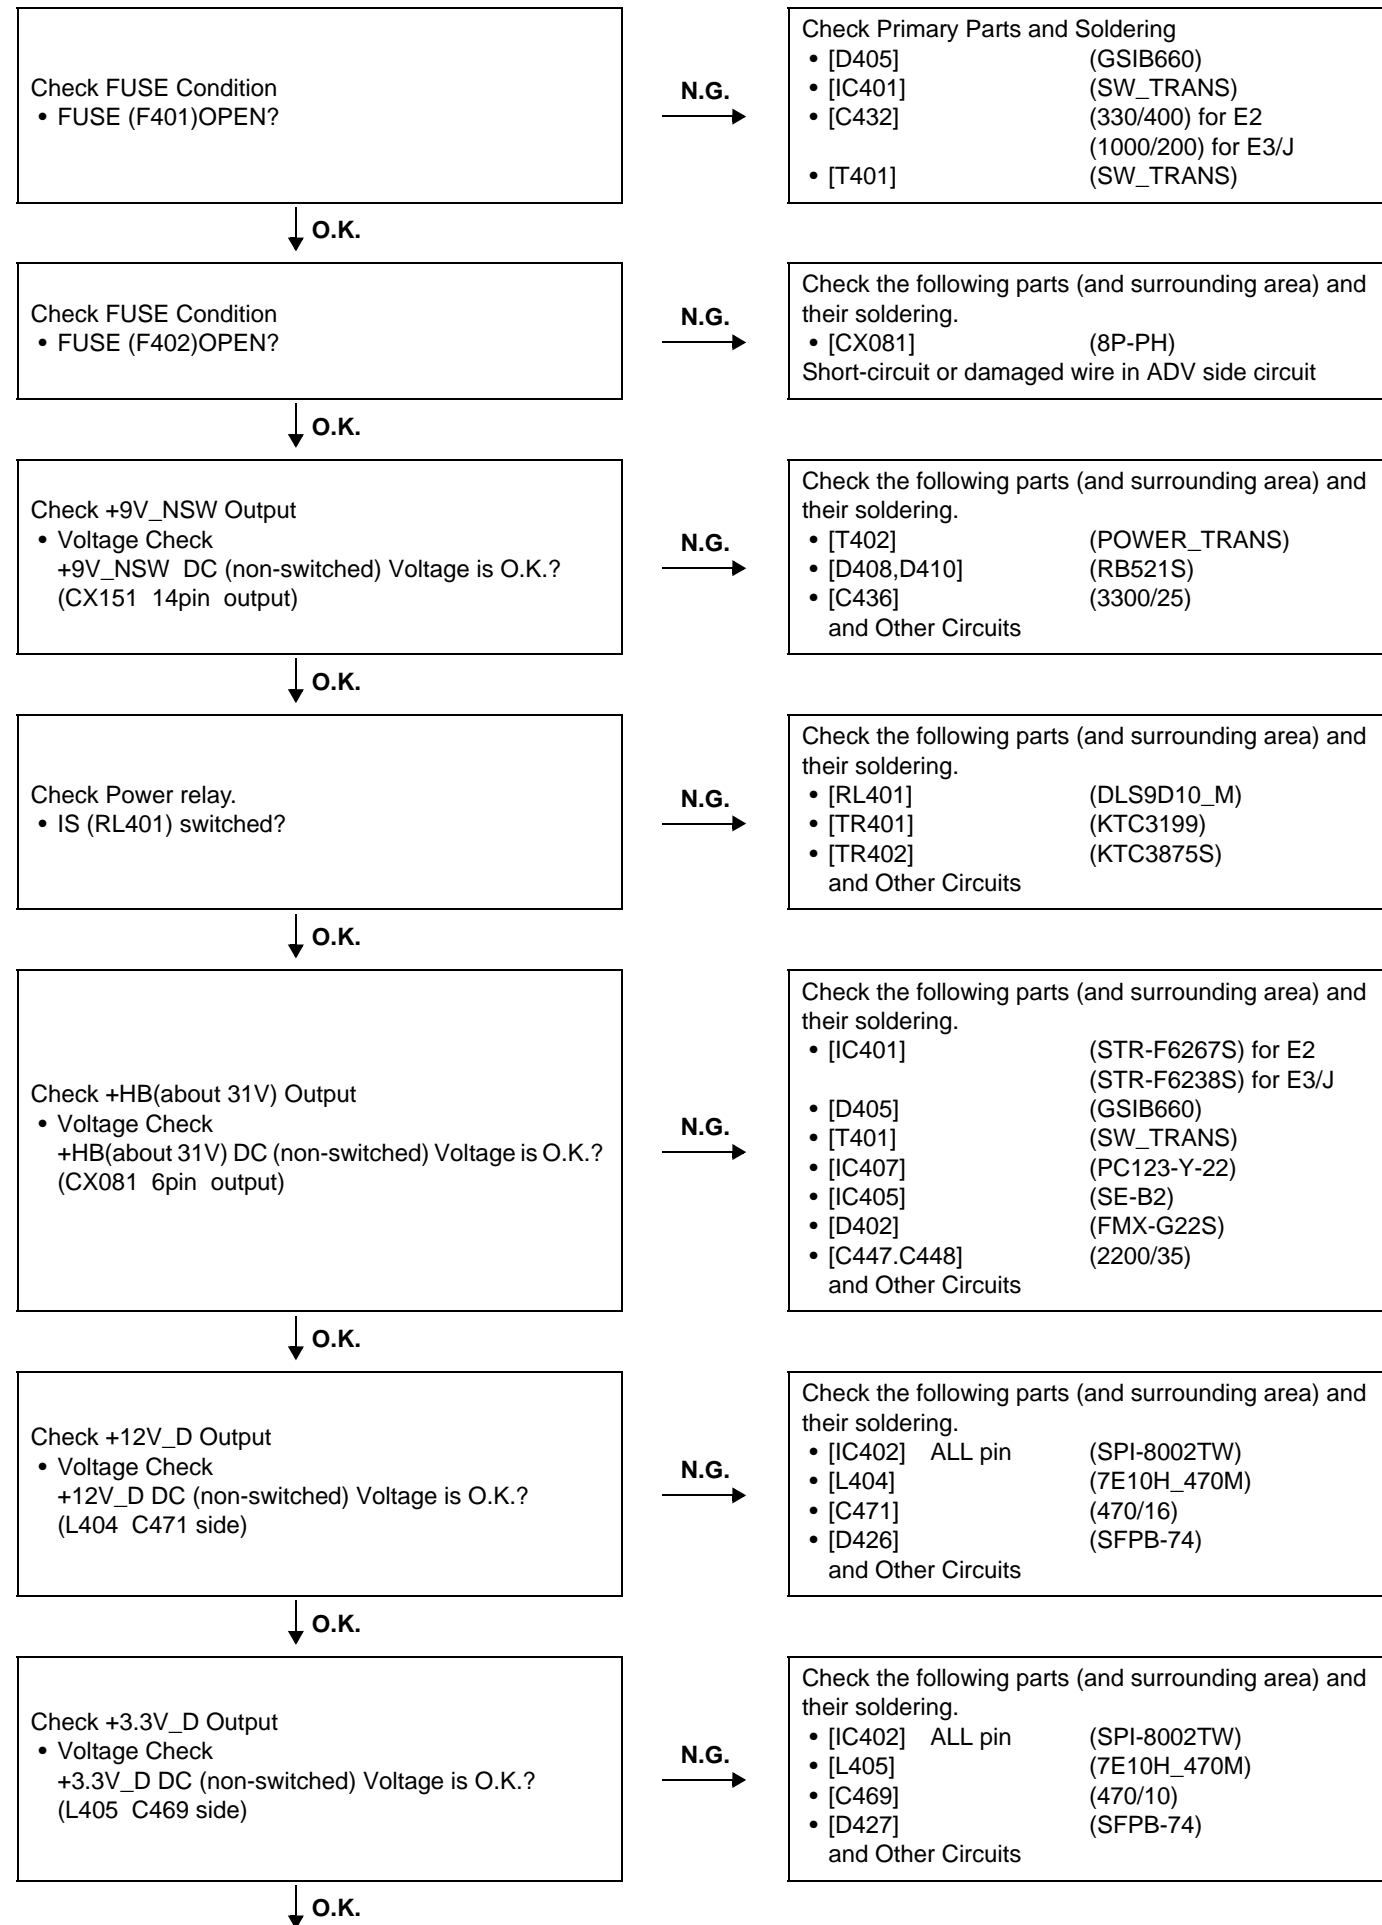 Check FUSE Condition
• FUSE (F401)OPEN?
N.G.
Check Primary Parts and Soldering
• [D405] (GSIB660)
• [IC401] (SW_TRANS)
• [C432] (330/400) for E2
(1000/200) for E3/J
• [T401] (SW_TRANS)
O.K.
Check FUSE Condition
• FUSE (F402)OPEN?
N.G.
Check the following parts (and surrounding area) and
their soldering.
• [CX081] (8P-PH)
Short-circuit or damaged wire in ADV side circuit
O.K.
Check +9V_NSW Output
• Voltage Check
+9V_NSW DC (non-switched) Voltage is O.K.?
(CX151 14pin output)
N.G.
Check the following parts (and surrounding area) and
their soldering.
• [T402] (POWER_TRANS)
• [D408,D410] (RB521S)
• [C436] (3300/25)
and Other Circuits
O.K.
Check Power relay.
• IS (RL401) switched?
N.G.
Check the following parts (and surrounding area) and
their soldering.
• [RL401] (DLS9D10_M)
• [TR401] (KTC3199)
• [TR402] (KTC3875S)
and Other Circuits
O.K.
Check +HB(about 31V) Output
• Voltage Check
+HB(about 31V) DC (non-switched) Voltage is O.K.?
(CX081 6pin output)
N.G.
Check the following parts (and surrounding area) and
their soldering.
• [IC401] (STR-F6267S) for E2
(STR-F6238S) for E3/J
• [D405] (GSIB660)
• [T401] (SW_TRANS)
• [IC407] (PC123-Y-22)
• [IC405] (SE-B2)
• [D402] (FMX-G22S)
• [C447.C448] (2200/35)
and Other Circuits
O.K.
Check +12V_D Output
• Voltage Check
+12V_D DC (non-switched) Voltage is O.K.?
(L404 C471 side)
N.G.
Check the following parts (and surrounding area) and
their soldering.
• [IC402] ALL pin (SPI-8002TW)
• [L404] (7E10H_470M)
• [C471] (470/16)
• [D426] (SFPB-74)
and Other Circuits
O.K.
Check +3.3V_D Output
• Voltage Check
+3.3V_D DC (non-switched) Voltage is O.K.?
(L405 C469 side)
N.G.
Check the following parts (and surrounding area) and
their soldering.
• [IC402] ALL pin (SPI-8002TW)
• [L405] (7E10H_470M)
• [C469] (470/10)
• [D427] (SFPB-74)
and Other Circuits
O.K.